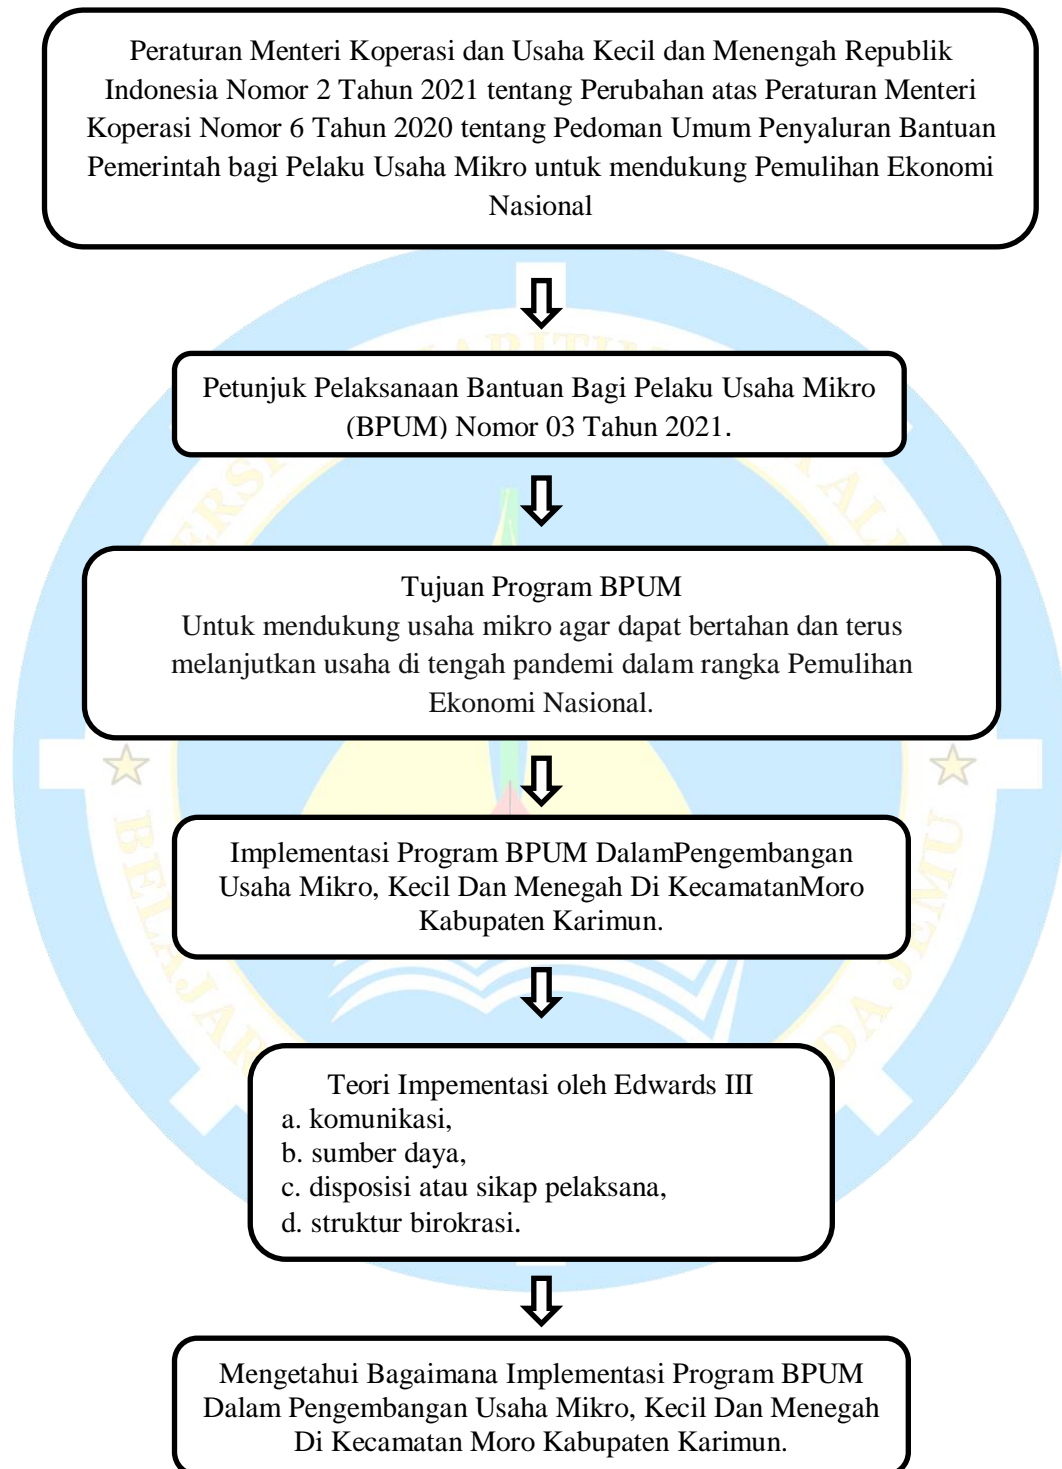 Peraturan Menteri Koperasi dan Usaha Kecil dan Menengah Republik
Indonesia Nomor 2 Tahun 2021 tentang Perubahan atas Peraturan Menteri
Koperasi Nomor 6 Tahun 2020 tentang Pedoman Umum Penyaluran Bantuan
Pemerintah bagi Pelaku Usaha Mikro untuk mendukung Pemulihan Ekonomi
Nasional
Petunjuk Pelaksanaan Bantuan Bagi Pelaku Usaha Mikro
(BPUM) Nomor 03 Tahun 2021.
Tujuan Program BPUM
Untuk mendukung usaha mikro agar dapat bertahan dan terus
melanjutkan usaha di tengah pandemi dalam rangka Pemulihan
Ekonomi Nasional.
Implementasi Program BPUM DalamPengembangan
Usaha Mikro, Kecil Dan Menegah Di KecamatanMoro
Kabupaten Karimun.
Teori Impementasi oleh Edwards III
a. komunikasi,
b. sumber daya,
c. disposisi atau sikap pelaksana,
d. struktur birokrasi.
Mengetahui Bagaimana Implementasi Program BPUM
Dalam Pengembangan Usaha Mikro, Kecil Dan Menegah
Di Kecamatan Moro Kabupaten Karimun.